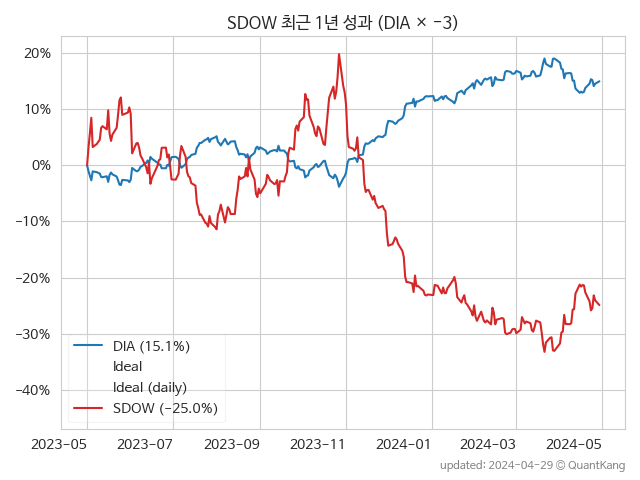 SDOW 최근 1년 성과 (DIA × −3)
20%
10%
0%
−10%
−20%
−30%
−40%
DIA (15.1%)
Ideal
Ideal (daily)
SDOW (−25.0%)
2023-05
2023-07
2023-09
2023-11
2024-01
2024-03
2024-05
updated: 2024-04-29 © QuantKang